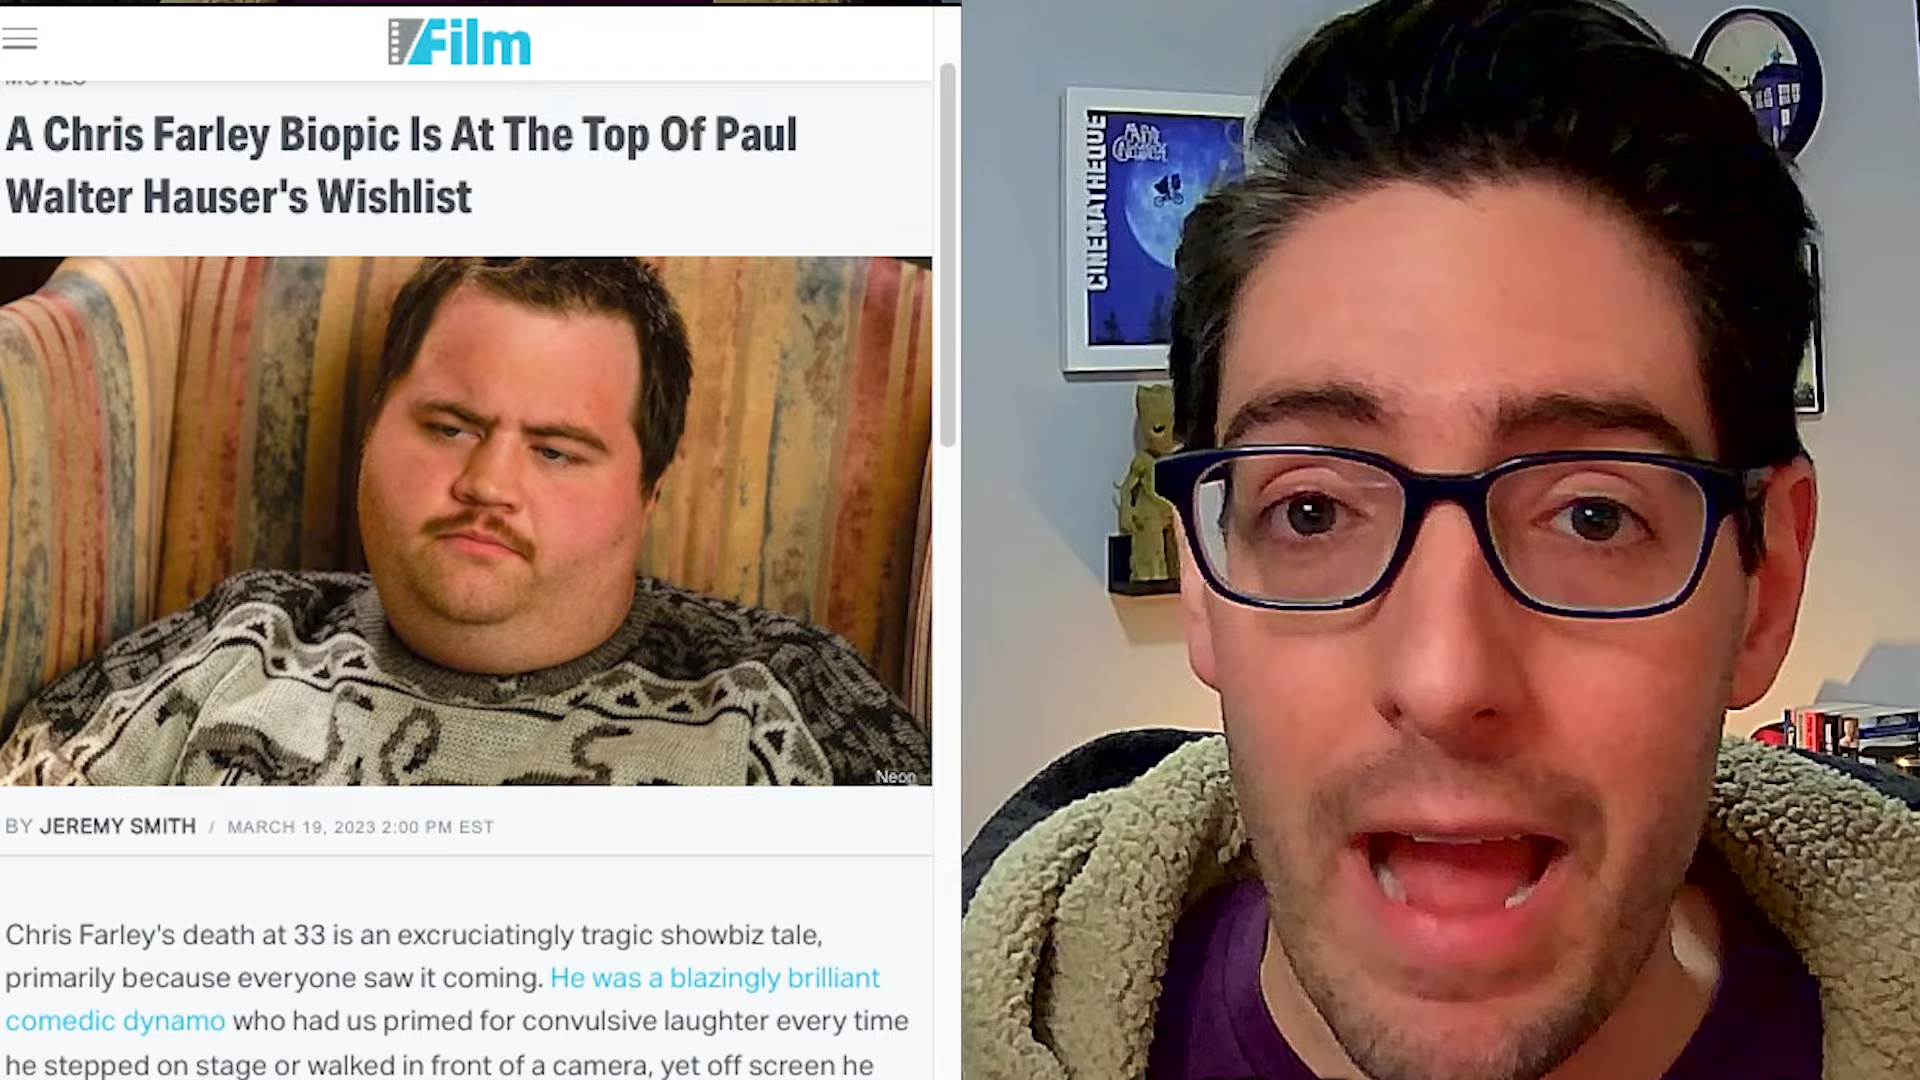 /Film
MOVIES
A Chris Farley Biopic Is At The Top Of Paul
Walter Hauser's Wishlist
Neon
BY JEREMY SMITH / MARCH 19, 2023 2:00 PM EST
Chris Farley's death at 33 is an excruciatingly tragic showbiz tale,
primarily because everyone saw it coming. He was a blazingly brilliant
comedic dynamo who had us primed for convulsive laughter every time
he stepped on stage or walked in front of a camera, yet off screen he
CINEMATHEQUE